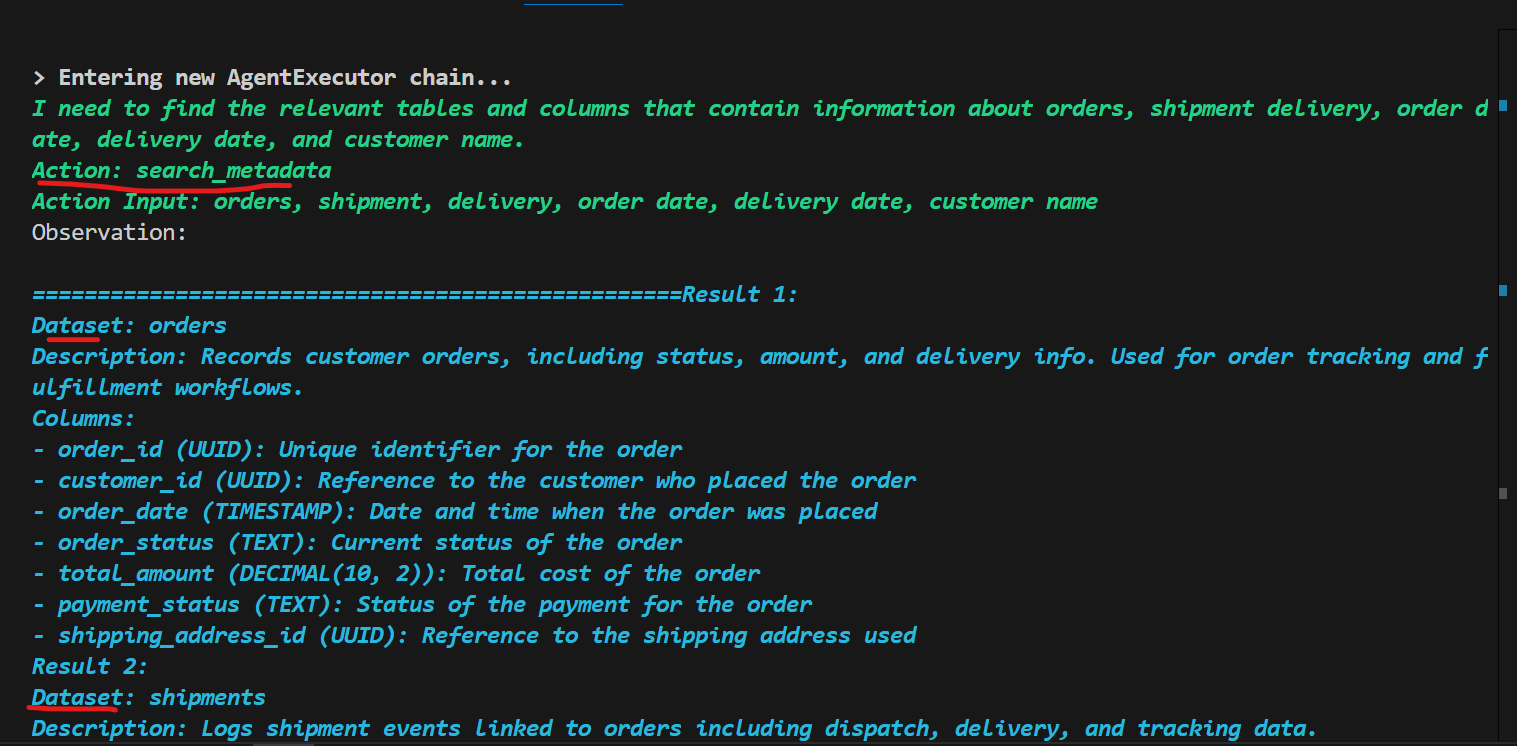 > Entering new AgentExecutor chain...
I need to find the relevant tables and columns that contain information about orders, shipment delivery, order d
ate, delivery date, and customer name.
Action: search_metadata
Action Input: orders, shipment, delivery, order date, delivery date, customer name
Observation:
==================================================Result 1:
Dataset: orders
Description: Records customer orders, including status, amount, and delivery info. Used for order tracking and f
ulfillment workflows.
Columns:
- order_id (UUID): Unique identifier for the order
- customer_id (UUID): Reference to the customer who placed the order
- order_date (TIMESTAMP): Date and time when the order was placed
- order_status (TEXT): Current status of the order
- total_amount (DECIMAL(10, 2)): Total cost of the order
- payment_status (TEXT): Status of the payment for the order
- shipping_address_id (UUID): Reference to the shipping address used
Result 2:
Dataset: shipments
Description: Logs shipment events linked to orders including dispatch, delivery, and tracking data.